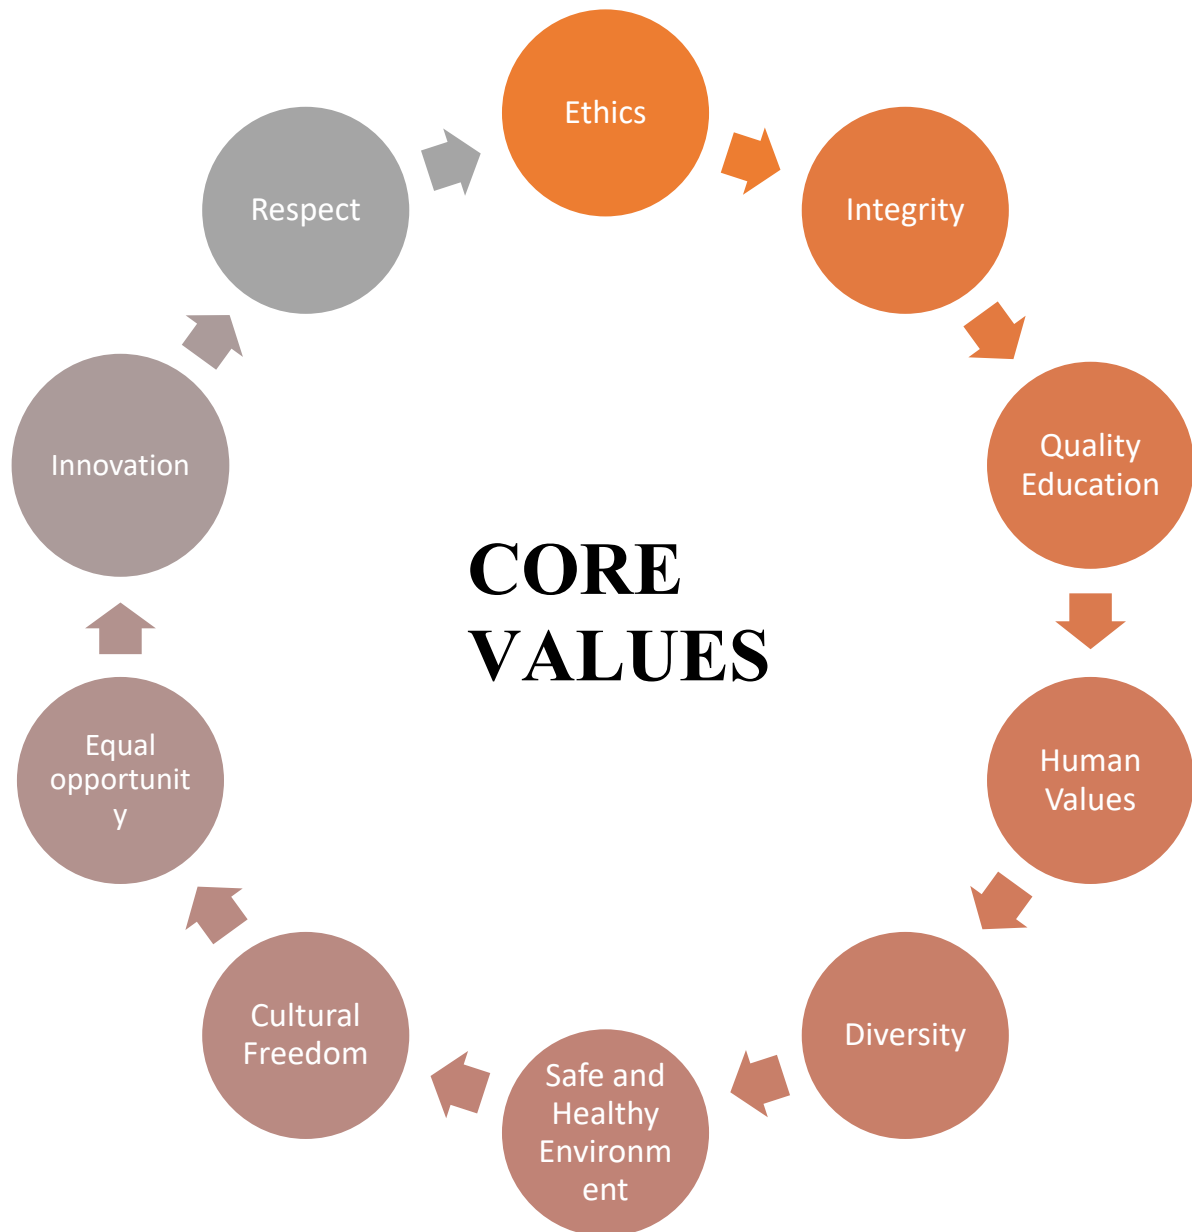 Ethics
Integrity
Quality
Education
Human
Values
Diversity
Safe and
Healthy
Environm
ent
Cultural
Freedom
Equal
opportunit
y
Innovation
Respect
CORE
VALUES